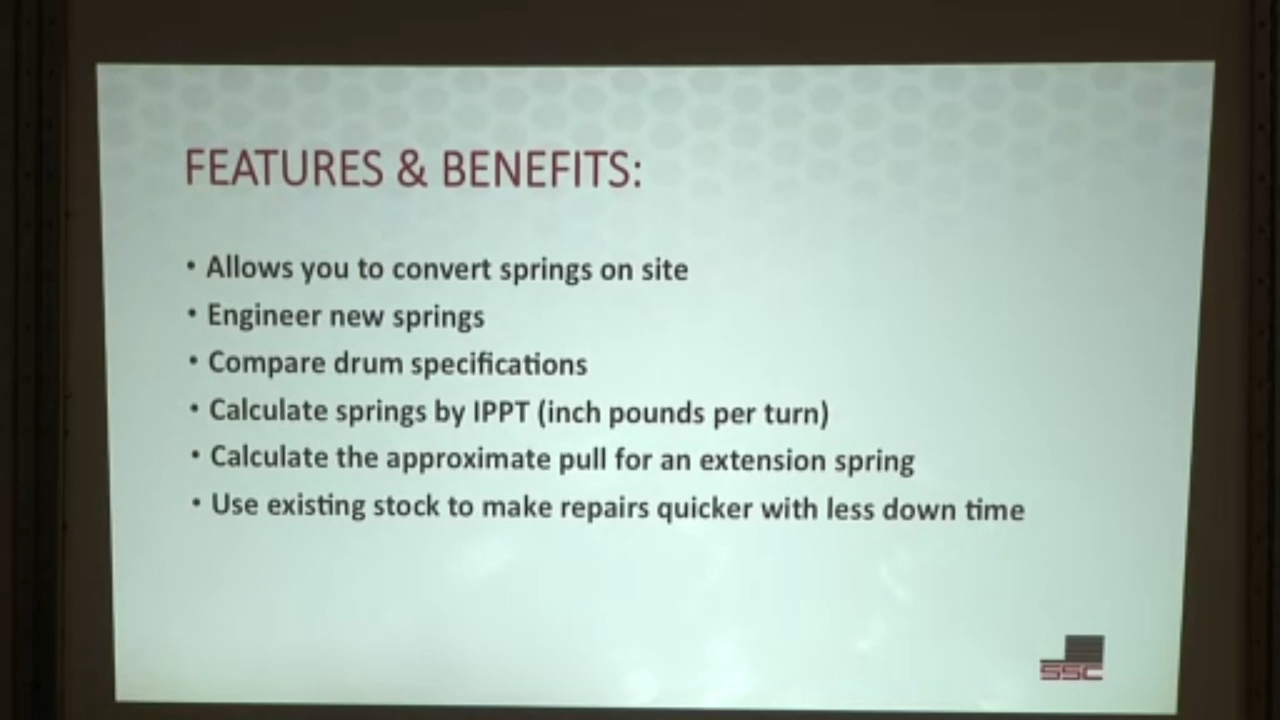 FEATURES & BENEFITS:
• Allows you to convert springs on site
• Engineer new springs
• Compare drum specifications
• Calculate springs by IPPT (inch pounds per turn)
• Calculate the approximate pull for an extension spring
• Use existing stock to make repairs quicker with less down time
SSC